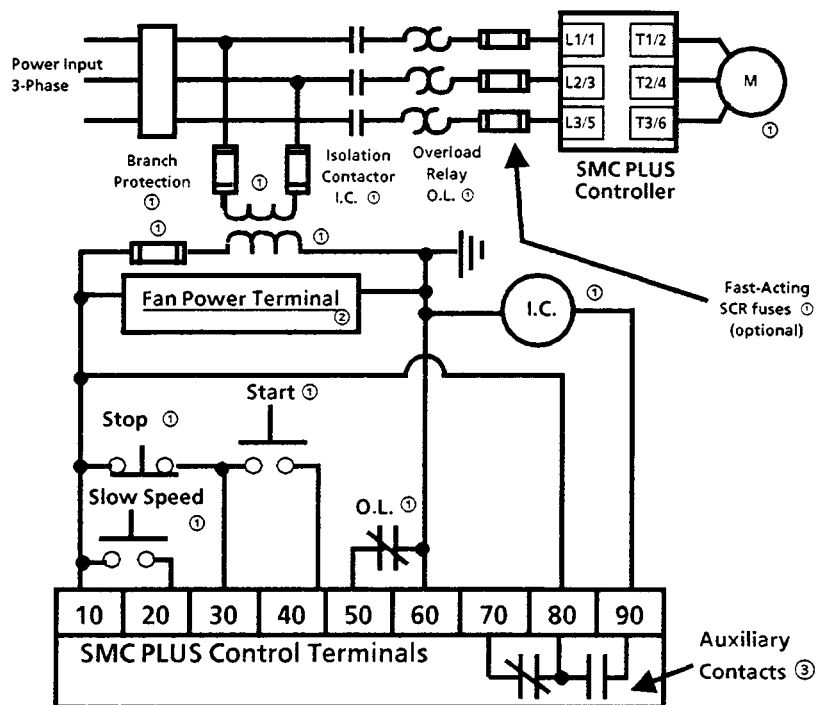 Power Input
3-Phase
L1/1 T1/2
L2/3 T2/4
L3/5 T3/6
M
①
Branch
Protection
①
①
Isolation
Contactor
I.C. ①
Overload
Relay
O.L. ①
SMC PLUS
Controller
①
①
Fan Power Terminal
②
I.C.
①
Fast-Acting
SCR fuses ①
(optional)
Start ①
Stop ①
Slow Speed
①
O.L. ①
10 20 30 40 50 60 70 80 90
SMC PLUS Control Terminals
Auxiliary
Contacts ③